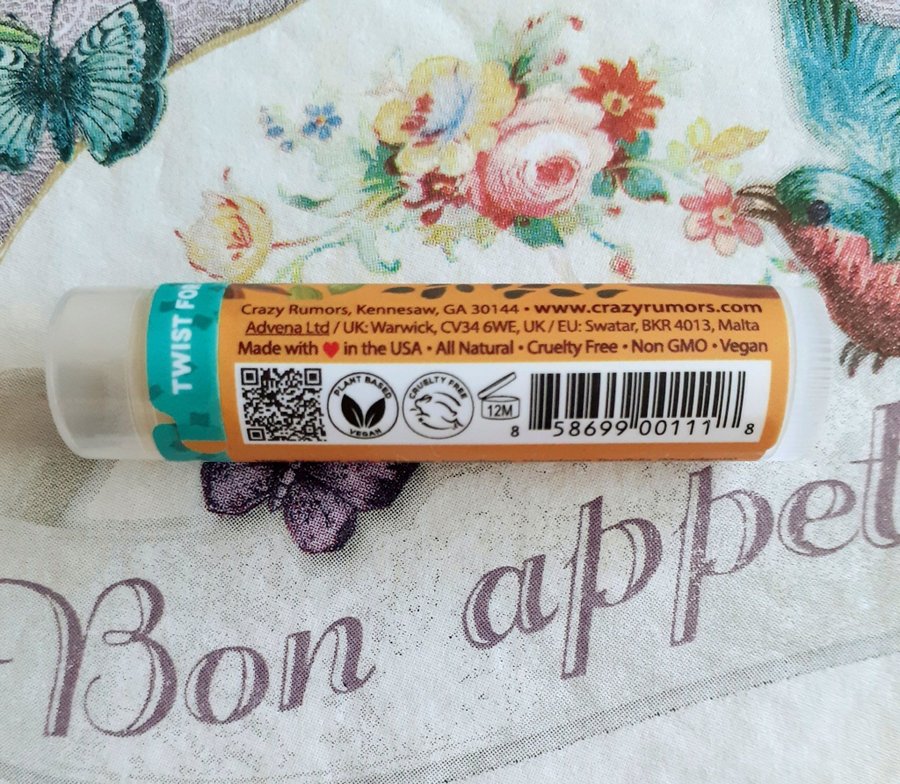 TWIST FOR
Crazy Rumors, Kennesaw, GA 30144 • www.crazyrumors.com
Advena Ltd / UK: Warwick, CV34 6WE, UK / EU: Swatar, BKR 4013, Malta
Made with ❤ in the USA • All Natural • Cruelty Free • Non GMO • Vegan
PLANT BASED
VEGAN
CRUELTY FREE
12M
8 58699 00111 8
Bon appet